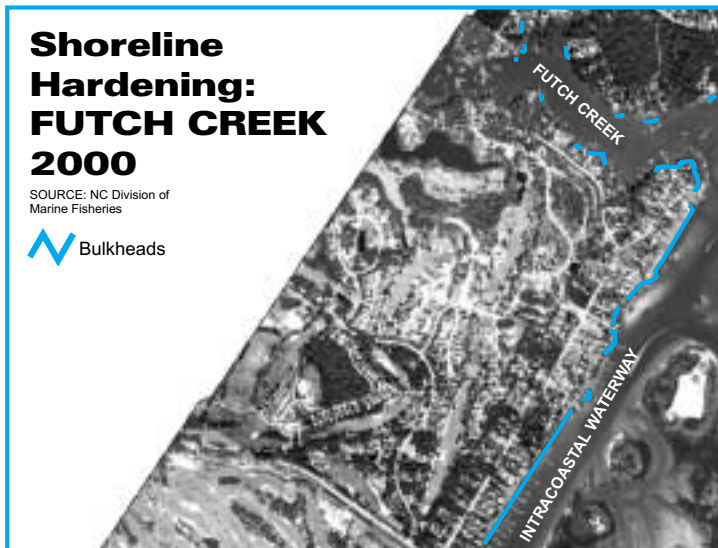 Shoreline
Hardening:
FUTCH CREEK
2000
SOURCE: NC Division of
Marine Fisheries
Bulkheads
FUTCH CREEK
INTRACOASTAL WATERWAY